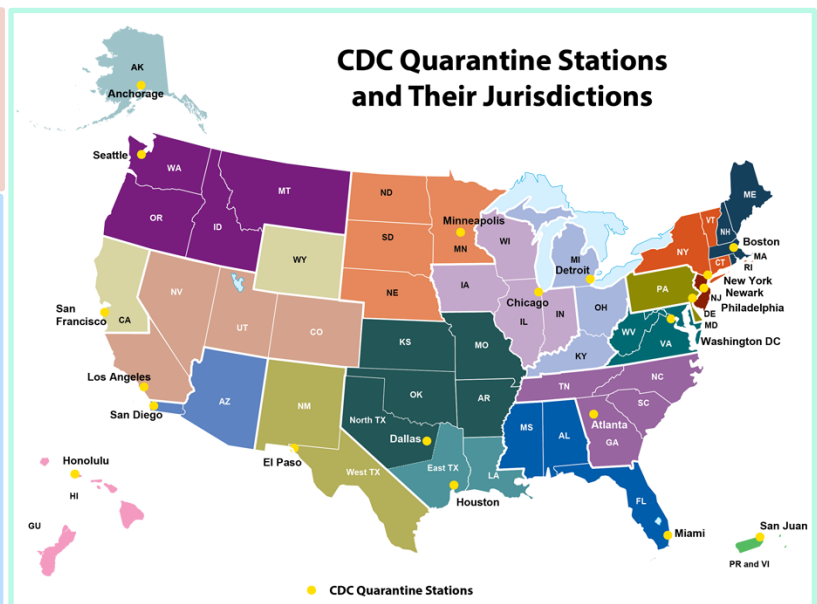 CDC Quarantine Stations
and Their Jurisdictions
AK
Anchorage
Seattle
WA
MT
ME
ND
VT
OR
ID
NH
Minneapolis
WI
MN
SD
NY
Boston
MA
WY
MI
Detroit
CT
RI
IA
PA
New York
NE
NV
Chicago
NJ
Newark
San
Francisco
CA
OH
Philadelphia
IL
IN
DE
UT
CO
MD
WV
Washington DC
KS
MO
VA
KY
Los Angeles
NC
TN
OK
AR
San Diego
AZ
NM
SC
North TX
MS
AL
Atlanta
Dallas
GA
El Paso
Honolulu
West TX
East TX
LA
HI
FL
Houston
GU
San Juan
Miami
PR and VI
CDC Quarantine Stations